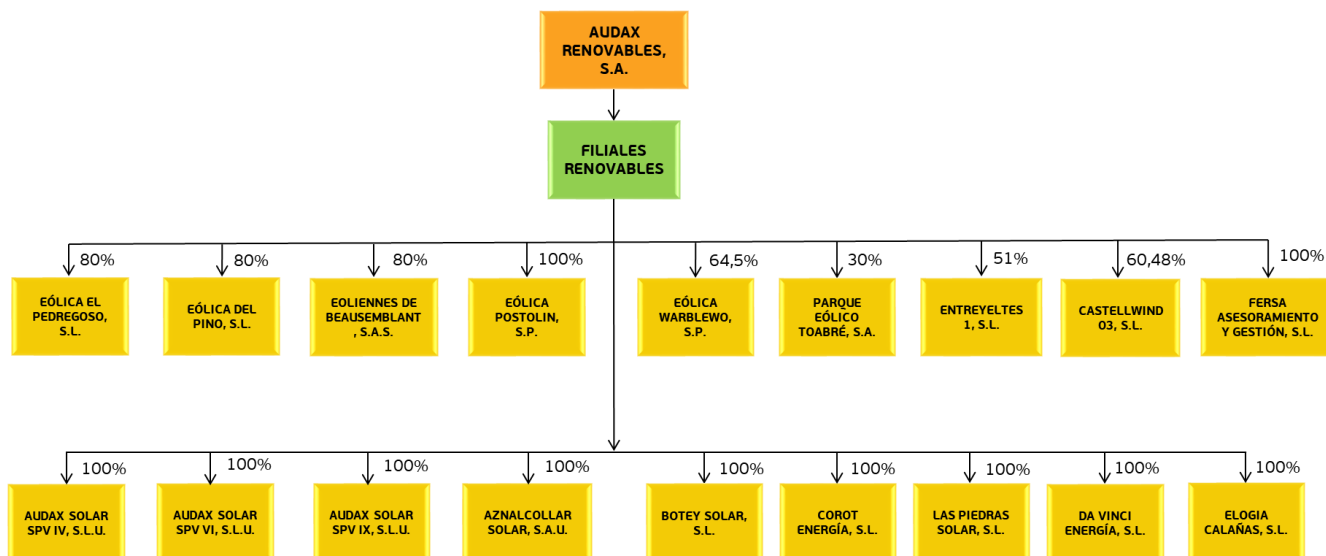 AUDAX
RENOVABLES,
S.A.
FILIALES
RENOVABLES
80%
80%
80%
100%
64,5%
30%
51%
60,48%
100%
EÓLICA EL
PEDREGOSO,
S.L.
EÓLICA DEL
PINO, S.L.
EOLIENNES DE
BEAUSEMBLANT
, S.A.S.
EÓLICA
POSTOLIN,
S.P.
EÓLICA
WARBLEWO,
S.P.
PARQUE
EÓLICO
TOABRÉ, S.A.
ENTREYELTES
1, S.L.
CASTELLWIND
03, S.L.
FERSA
ASESORAMIENTO
Y GESTIÓN, S.L.
100%
100%
100%
100%
100%
100%
100%
100%
100%
AUDAX SOLAR
SPV IV, S.L.U.
AUDAX SOLAR
SPV VI, S.L.U.
AUDAX SOLAR
SPV IX, S.L.U.
AZNALCOLLAR
SOLAR, S.A.U.
BOTEY SOLAR,
S.L.
COROT
ENERGÍA, S.L.
LAS PIEDRAS
SOLAR, S.L.
DA VINCI
ENERGÍA, S.L.
ELOGIA
CALAÑAS, S.L.